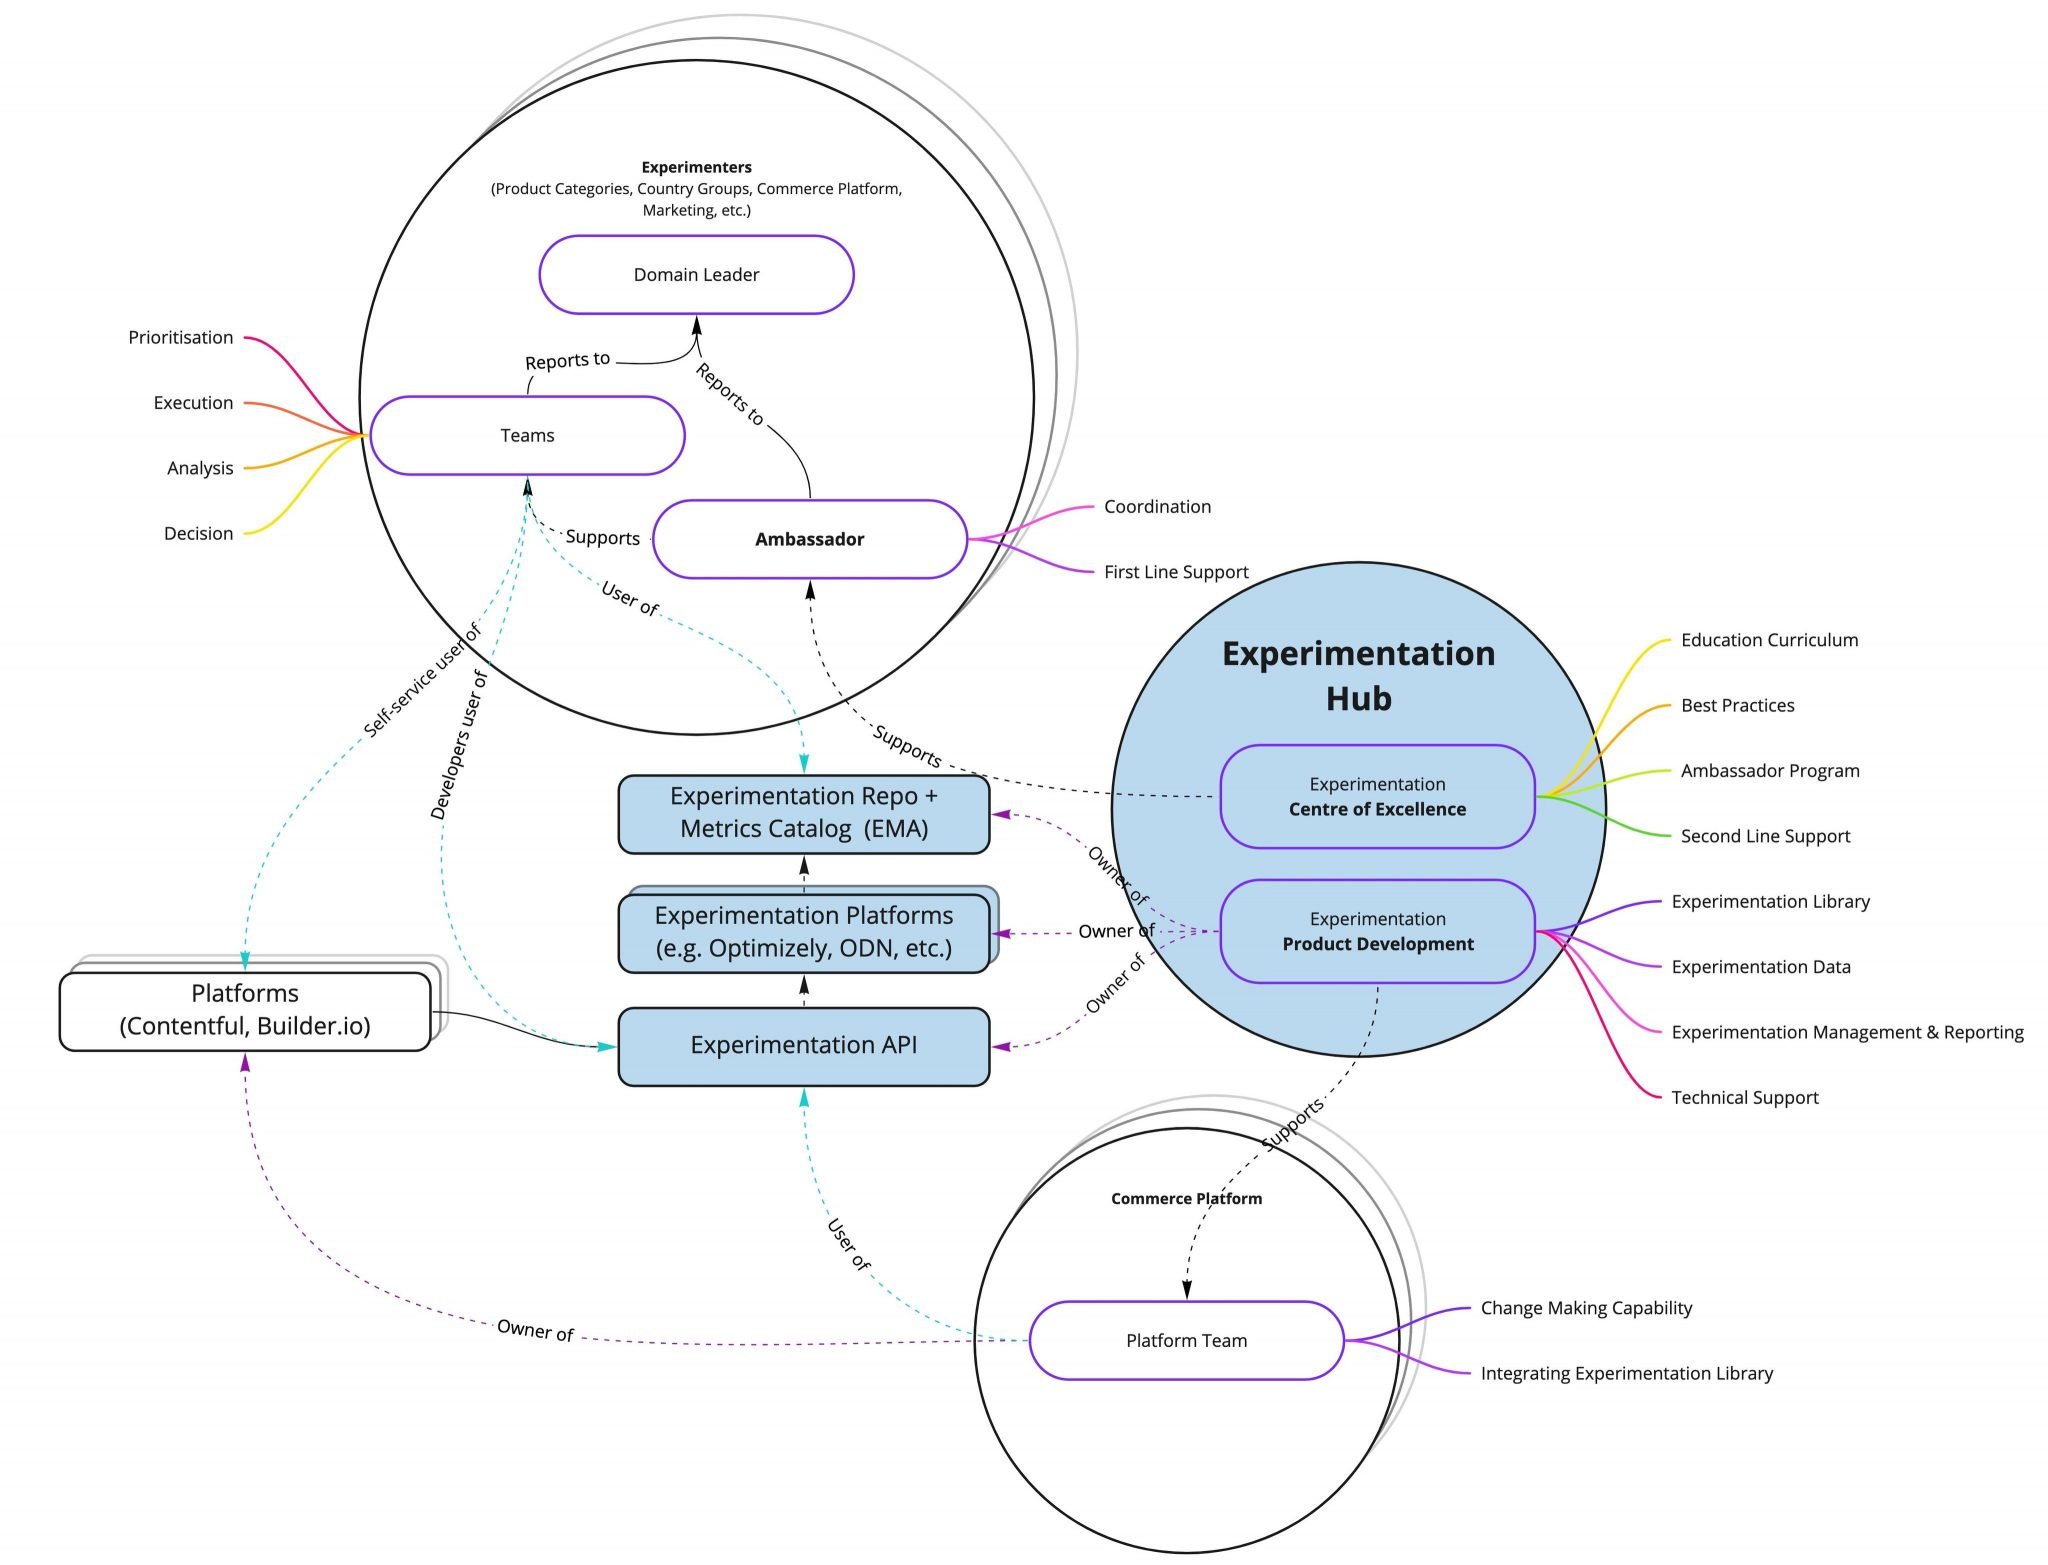 Experimenters
(Product Categories, Country Groups, Commerce Platform,
Marketing, etc.)
Domain Leader
Reports to
Reports to
Prioritisation
Execution
Analysis
Decision
Teams
Supports
Ambassador
Coordination
First Line Support
User of
Self-service user of
Developers user of
Supports
Experimentation
Hub
Experimentation
Centre of Excellence
Education Curriculum
Best Practices
Ambassador Program
Second Line Support
Experimentation
Product Development
Experimentation Library
Experimentation Data
Experimentation Management & Reporting
Technical Support
Experimentation Repo +
Metrics Catalog (EMA)
Owner of
Experimentation Platforms
(e.g. Optimizely, ODN, etc.)
Owner of
Owner of
Platforms
(Contentful, Builder.io)
Experimentation API
Supports
Commerce Platform
User of
Owner of
Platform Team
Change Making Capability
Integrating Experimentation Library